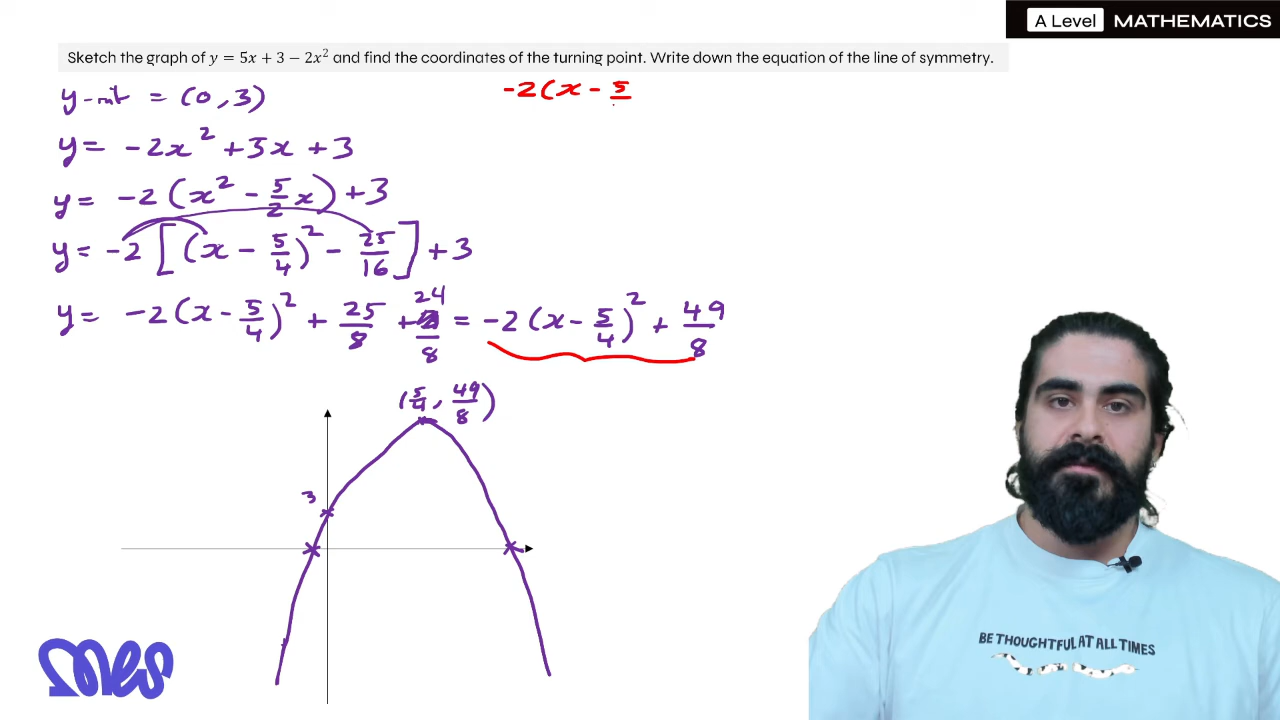 A Level MATHEMATICS
Sketch the graph of y = 5x + 3 − 2x² and find the coordinates of the turning point. Write down the equation of the line of symmetry.
y-int = (0, 3)
-2(x - 5
y = -2x² + 5x + 3
y = -2(x² - 5/2 x) + 3
y = -2[(x - 5/4)² - 25/16] + 3
y = -2(x - 5/4)² + 25/8 + 24/8 = -2(x - 5/4)² + 49/8
(5/4, 49/8)
3
BE THOUGHTFUL AT ALL TIMES